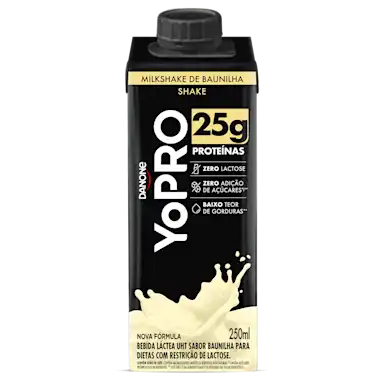 MILKSHAKE DE BAUNILHA
SHAKE
DANONE
YoPRO
25g
PROTEÍNAS
ZERO LACTOSE
ZERO ADIÇÃO
DE AÇÚCARES
BAIXO TEOR
DE GORDURAS
NOVA FÓRMULA
250ml
BEBIDA LÁCTEA UHT SABOR BAUNILHA PARA
DIETAS COM RESTRIÇÃO DE LACTOSE.